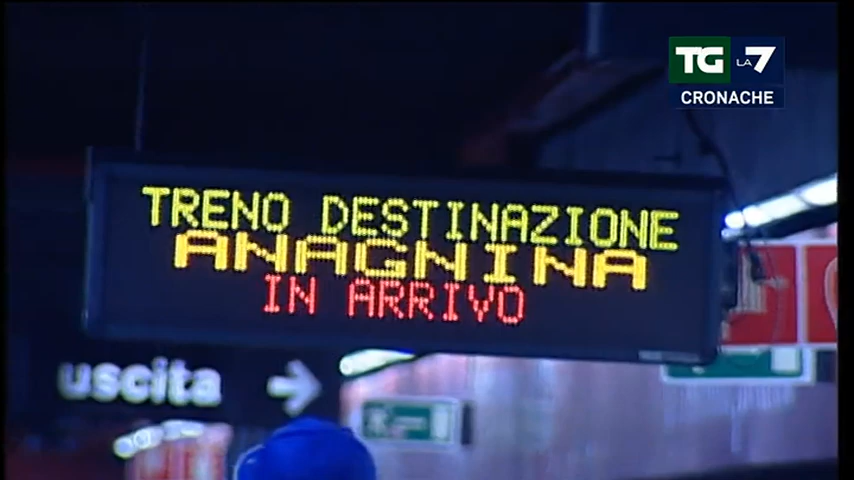 TG LA7
CRONACHE
TRENO DESTINAZIONE
ANAGNINA
IN ARRIVO
uscita